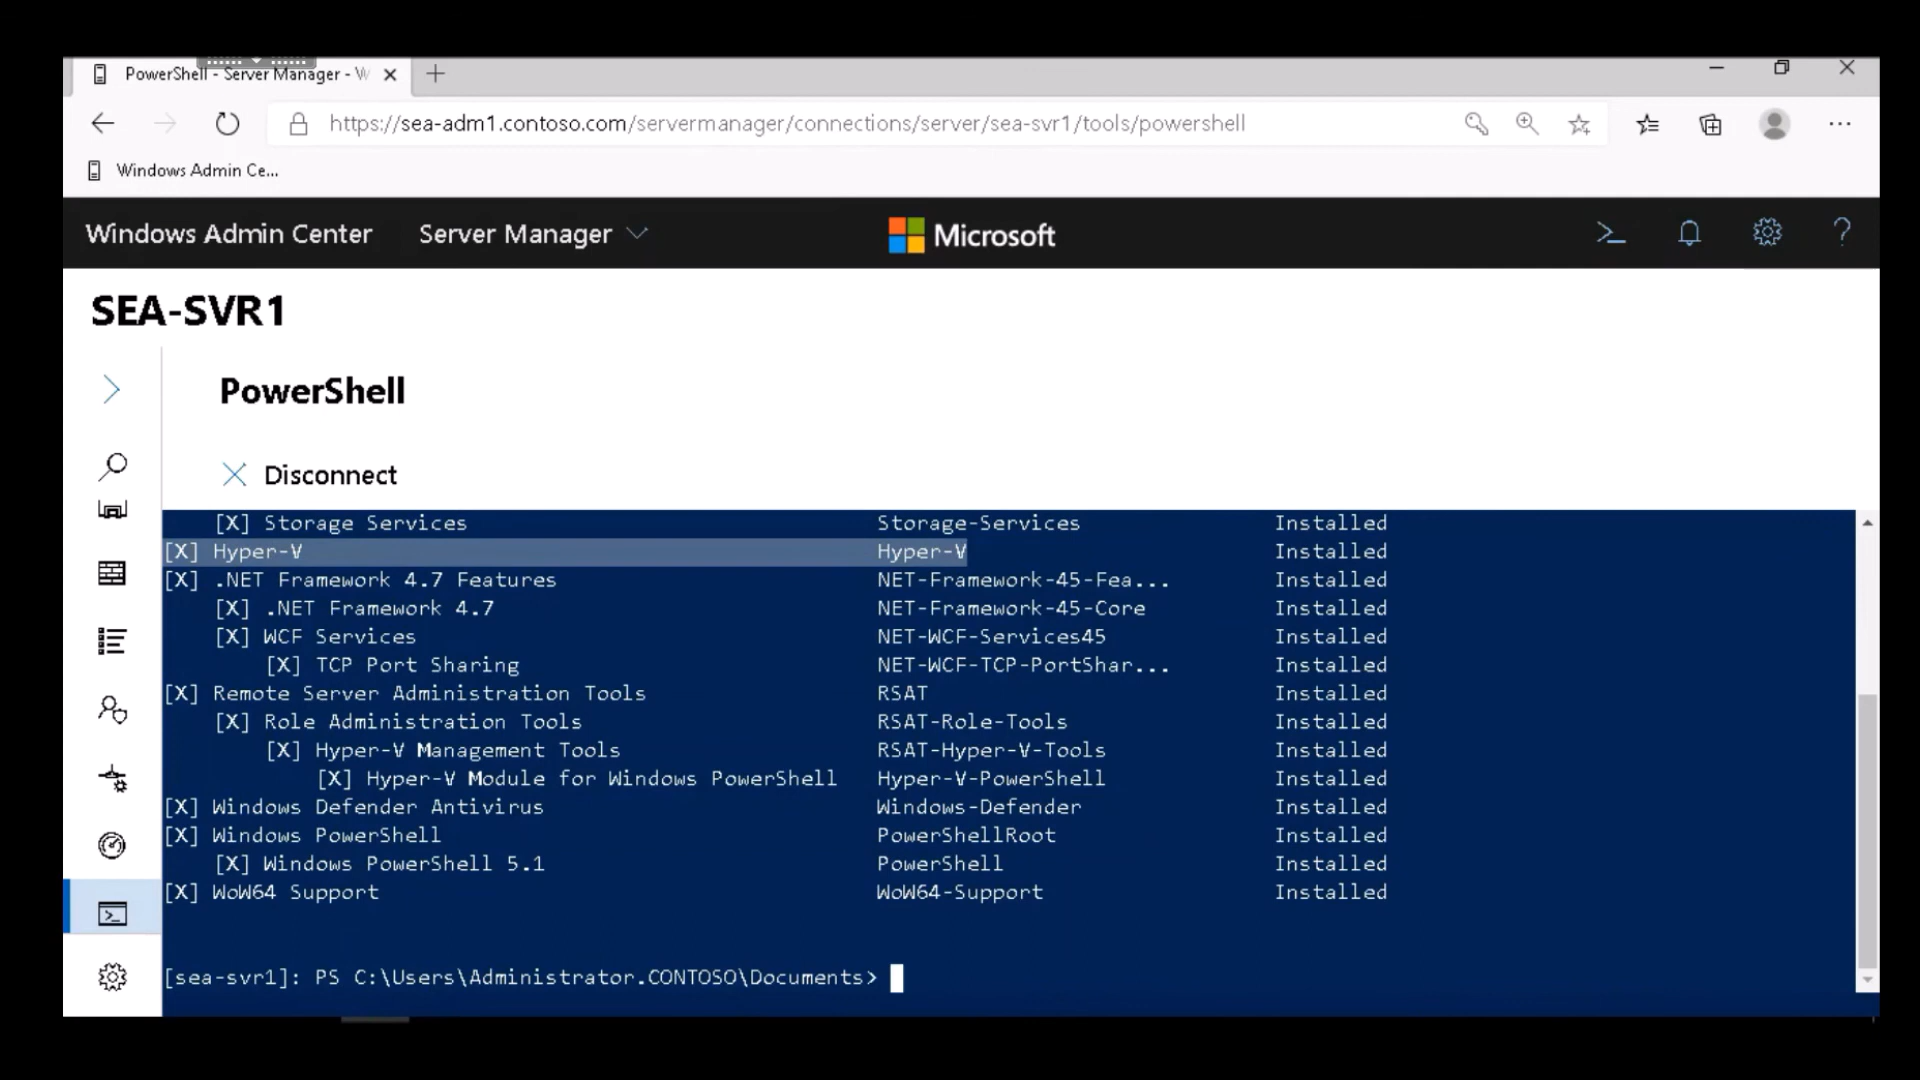 PowerShell - Server Manager - W
https://sea-adm1.contoso.com/servermanager/connections/server/sea-svr1/tools/powershell
Windows Admin Ce...
Windows Admin Center Server Manager Microsoft ?
SEA-SVR1
PowerShell
Disconnect
[X] Storage Services Storage-Services Installed
[X] Hyper-V Hyper-V Installed
[X] .NET Framework 4.7 Features NET-Framework-45-Fea... Installed
[X] .NET Framework 4.7 NET-Framework-45-Core Installed
[X] WCF Services NET-WCF-Services45 Installed
[X] TCP Port Sharing NET-WCF-TCP-PortShar... Installed
[X] Remote Server Administration Tools RSAT Installed
[X] Role Administration Tools RSAT-Role-Tools Installed
[X] Hyper-V Management Tools RSAT-Hyper-V-Tools Installed
[X] Hyper-V Module for Windows PowerShell Hyper-V-PowerShell Installed
[X] Windows Defender Antivirus Windows-Defender Installed
[X] Windows PowerShell PowerShellRoot Installed
[X] Windows PowerShell 5.1 PowerShell Installed
[X] WoW64 Support WoW64-Support Installed
[sea-svr1]: PS C:\Users\Administrator.CONTOSO\Documents>